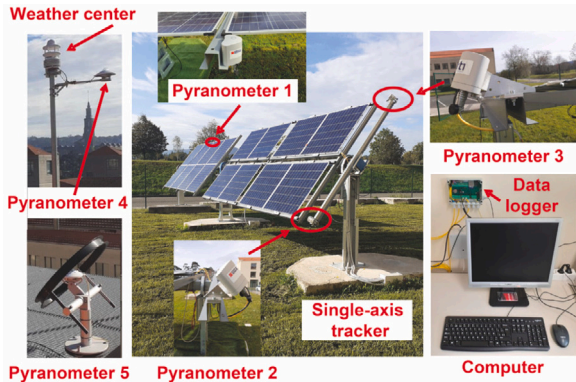 Weather center
Pyranometer 1
Pyranometer 3
Pyranometer 4
Data
logger
Single-axis
tracker
Pyranometer 5
Pyranometer 2
Computer